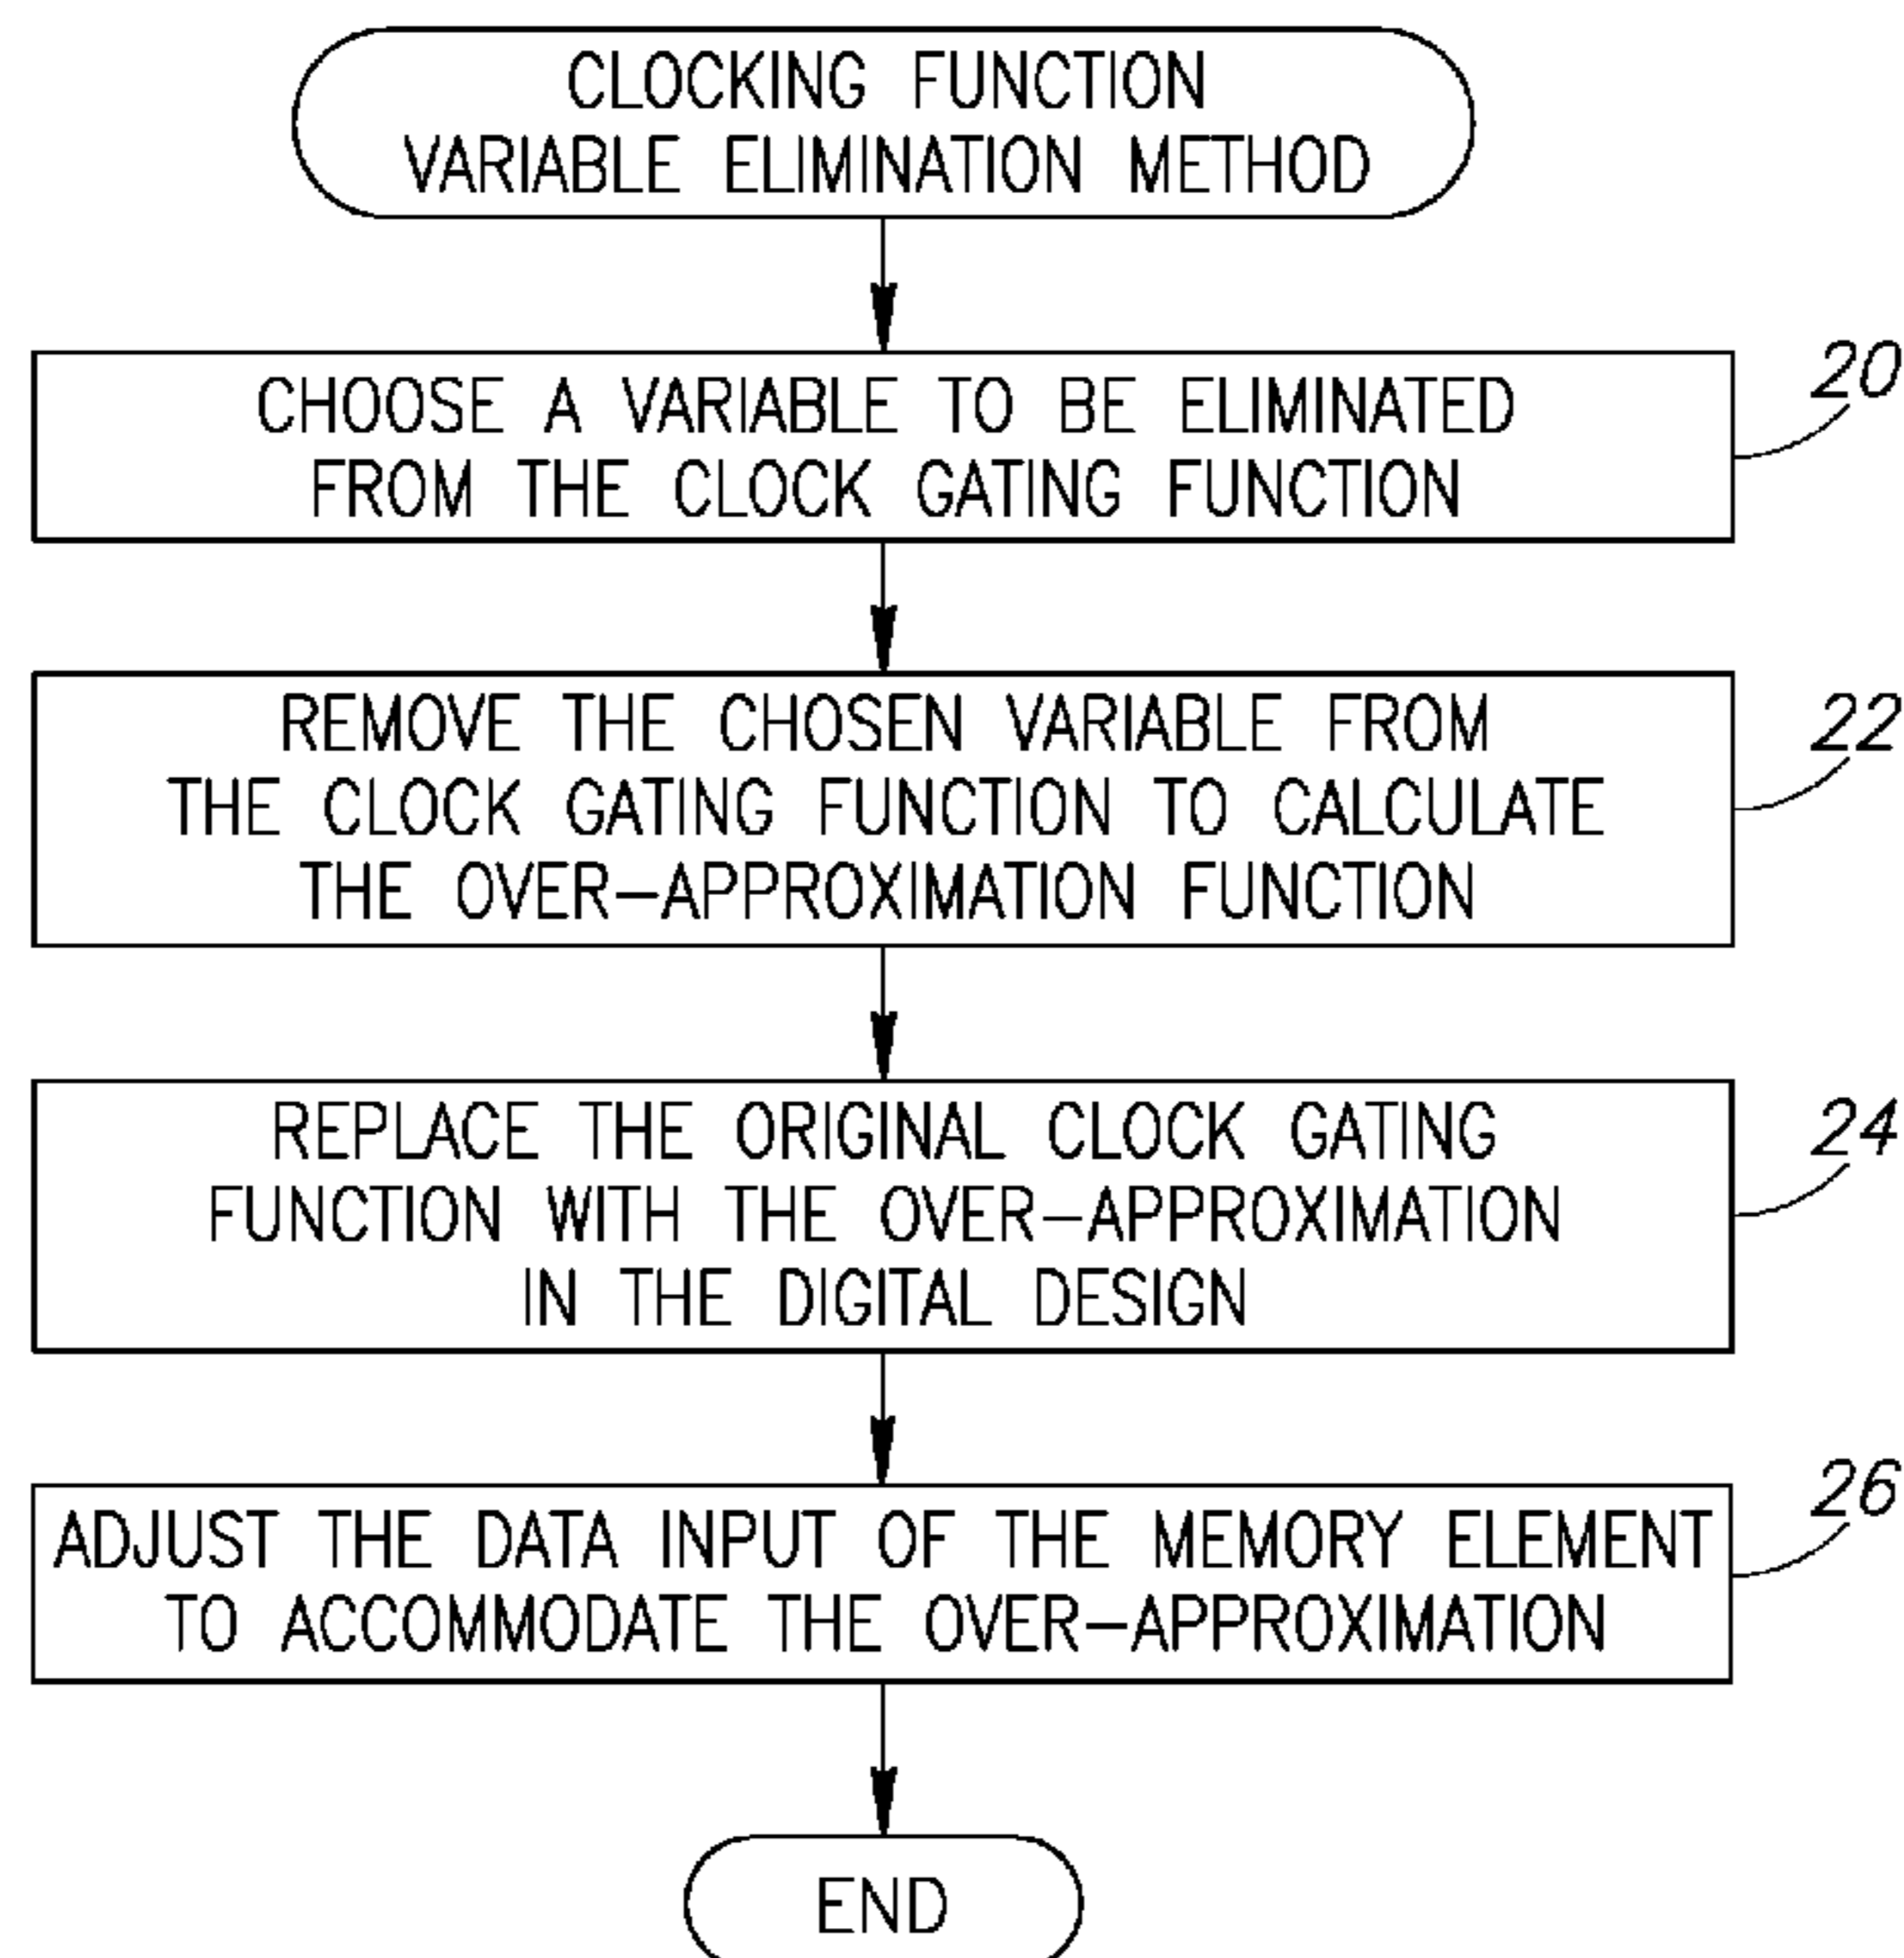 CLOCKING FUNCTION
VARIABLE ELIMINATION METHOD
CHOOSE A VARIABLE TO BE ELIMINATED
FROM THE CLOCK GATING FUNCTION
20
REMOVE THE CHOSEN VARIABLE FROM
THE CLOCK GATING FUNCTION TO CALCULATE
THE OVER-APPROXIMATION FUNCTION
22
REPLACE THE ORIGINAL CLOCK GATING
FUNCTION WITH THE OVER-APPROXIMATION
IN THE DIGITAL DESIGN
24
ADJUST THE DATA INPUT OF THE MEMORY ELEMENT
TO ACCOMMODATE THE OVER-APPROXIMATION
26
END